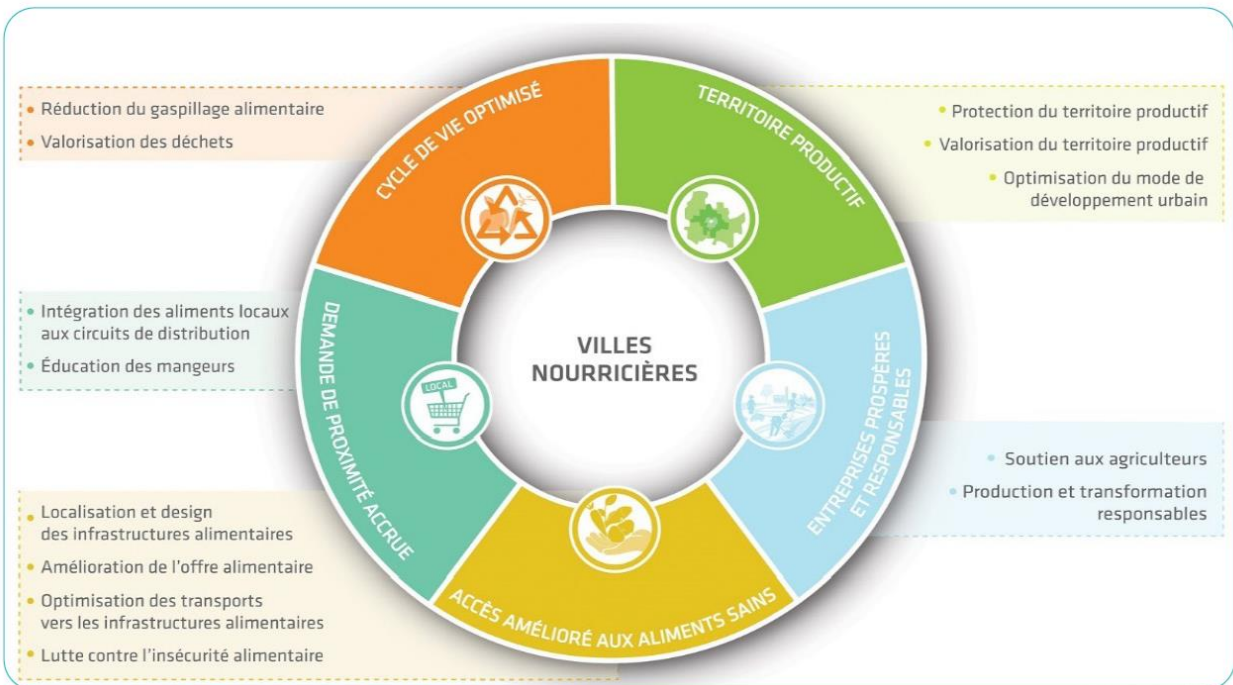 CYCLE DE VIE OPTIMISÉ
• Réduction du gaspillage alimentaire
• Valorisation des déchets
TERRITOIRE PRODUCTIF
• Protection du territoire productif
• Valorisation du territoire productif
• Optimisation du mode de
développement urbain
DEMANDE DE PROXIMITÉ ACCRUE
• Intégration des aliments locaux
aux circuits de distribution
• Éducation des mangeurs
LOCAL
VILLES
NOURRICIÈRES
ENTREPRISES PROSPÈRES
ET RESPONSABLES
• Soutien aux agriculteurs
• Production et transformation
responsables
ACCÈS AMÉLIORÉ AUX ALIMENTS SAINS
• Localisation et design
des infrastructures alimentaires
• Amélioration de l'offre alimentaire
• Optimisation des transports
vers les infrastructures alimentaires
• Lutte contre l'insécurité alimentaire